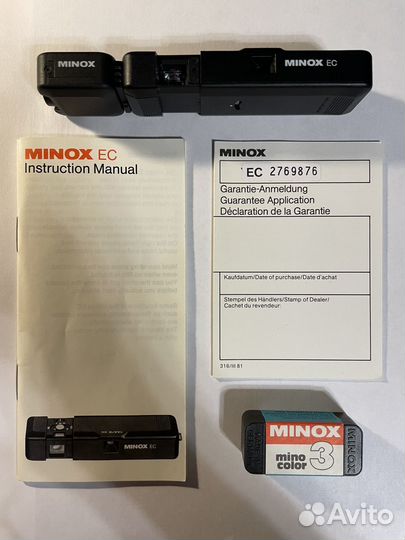 MINOX
MINOX EC
MINOX EC
Instruction Manual
MINOX EC
MINOX
EC 2769876
Garantie-Anmeldung
Guarantee Application
Déclaration de la Garantie
Kaufdatum/Date of purchase/Date d'achat
Stempel des Händlers/Stamp of Dealer/
Cachet du revendeur:
318/M 81
MINOX
mino
color
3
MINOX
Avito